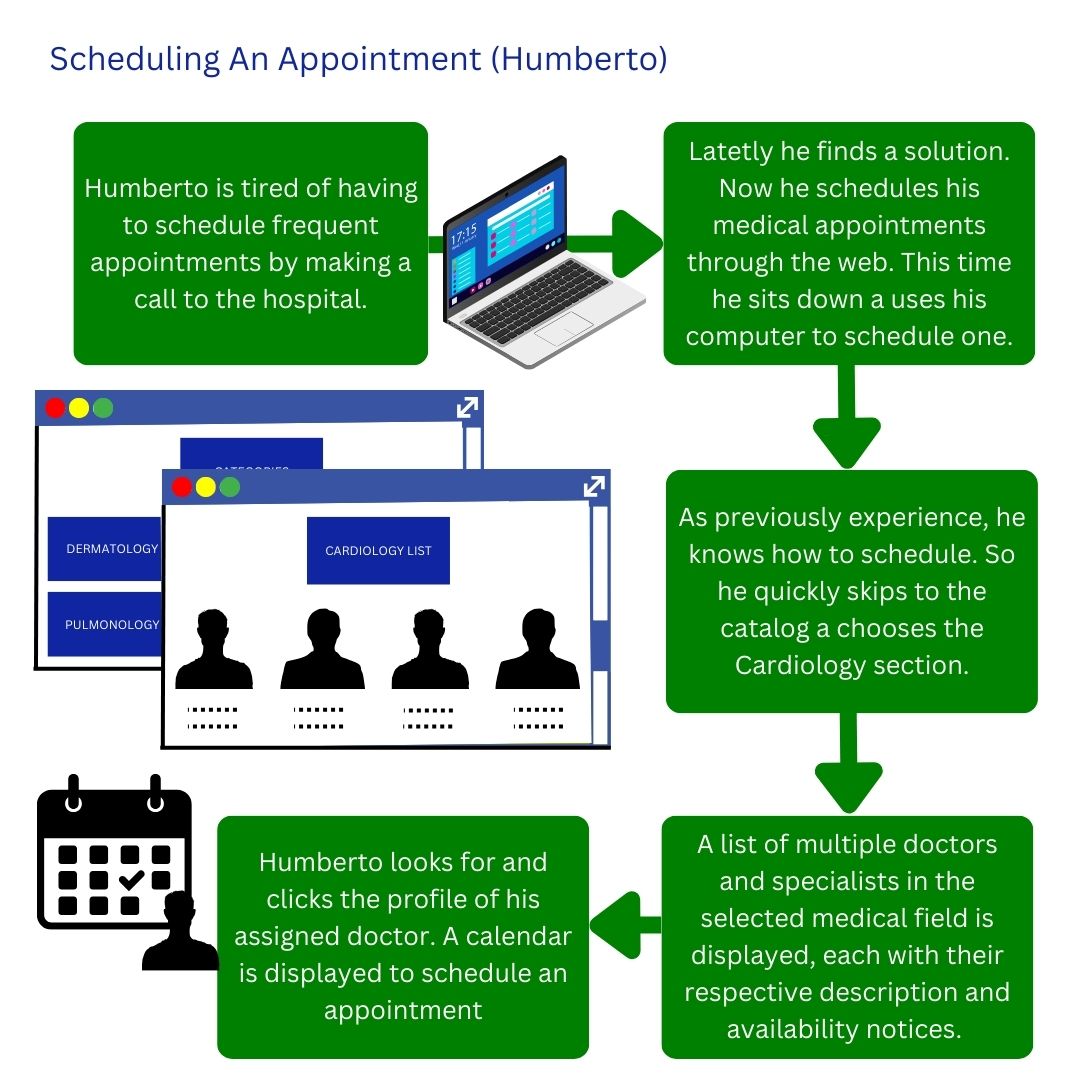 Scheduling An Appointment (Humberto)
Humberto is tired of having
to schedule frequent
appointments by making a
call to the hospital.
17:15
Latetly he finds a solution.
Now he schedules his
medical appointments
through the web. This time
he sits down a uses his
computer to schedule one.
As previously experience, he
knows how to schedule. So
he quickly skips to the
catalog a chooses the
Cardiology section.
CATEGORIES
DERMATOLOGY
PULMONOLOGY
CARDIOLOGY LIST
A list of multiple doctors
and specialists in the
selected medical field is
displayed, each with their
respective description and
availability notices.
Humberto looks for and
clicks the profile of his
assigned doctor. A calendar
is displayed to schedule an
appointment